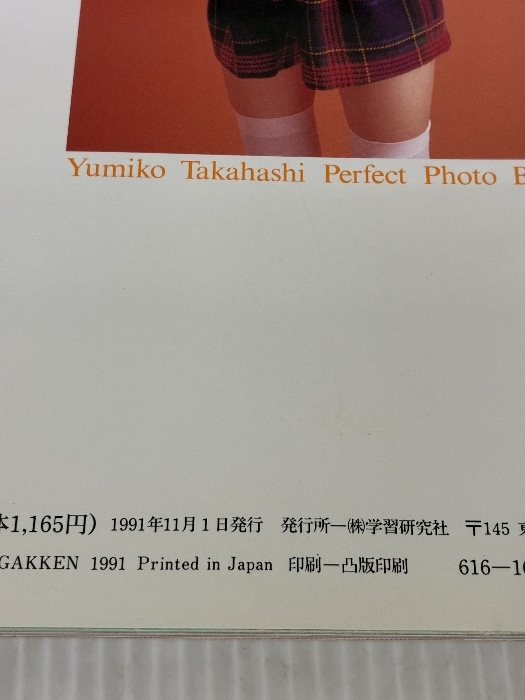 Yumiko Takahashi Perfect Photo B
本1,165円) 1991年11月1日発行 発行所—㈱学習研究社 〒145 東
GAKKEN 1991 Printed in Japan 印刷—凸版印刷 616—10